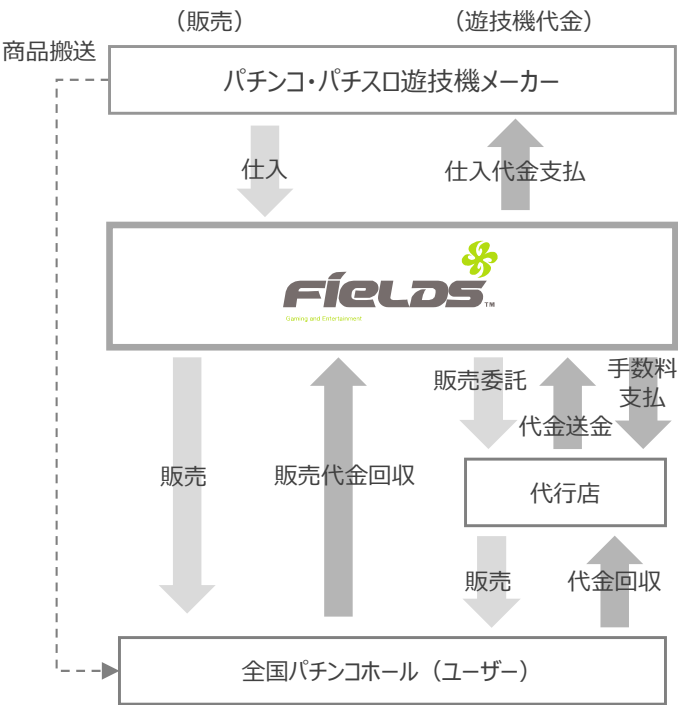 （販売） （遊技機代金）
商品搬送
パチンコ・パチスロ遊技機メーカー
仕入 仕入代金支払
FIELDS TM
Gaming and Entertainment
販売委託 手数料
支払
代金送金
販売 販売代金回収 代行店
販売 代金回収
全国パチンコホール（ユーザー）